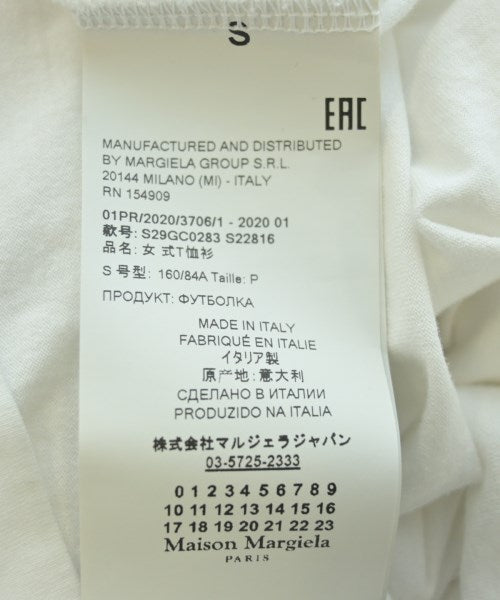 S
EAC
MANUFACTURED AND DISTRIBUTED
BY MARGIELA GROUP S.R.L.
20144 MILANO (MI) - ITALY
RN 154909
01PR/2020/3706/1 - 2020 01
款号: S29GC0283 S22816
品名: 女 式T恤衫
S 号型: 160/84A Taille: P
ПРОДУКТ: ФУТБОЛКА
MADE IN ITALY
FABRIQUÉ EN ITALIE
イタリア製
原产地:意大利
СДЕЛАНО В ИТАЛИИ
PRODUZIDO NA ITALIA
株式会社マルジェラジャパン
03-5725-2333
0 1 2 3 4 5 6 7 8 9
10 11 12 13 14 15 16
17 18 19 20 21 22 23
Maison Margiela
PARIS